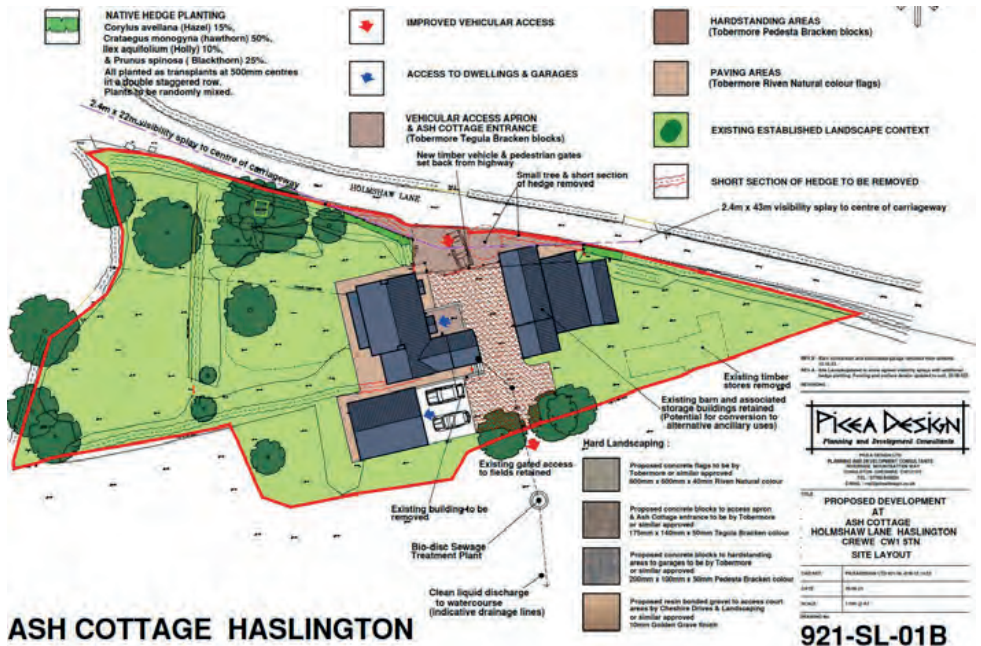 NATIVE HEDGE PLANTING
Corylus avellana (Hazel) 15%,
Crataegus monogyna (hawthorn) 50%,
Ilex aquifolium (Holly) 10%,
& Prunus spinosa ( Blackthorn) 25%.
All planted as transplants at 500mm centres
in a double staggered row.
Plants to be randomly mixed.
IMPROVED VEHICULAR ACCESS
ACCESS TO DWELLINGS & GARAGES
VEHICULAR ACCESS APRON
& ASH COTTAGE ENTRANCE
(Tobermore Tegula Bracken blocks)
HARDSTANDING AREAS
(Tobermore Pedesta Bracken blocks)
PAVING AREAS
(Tobermore Riven Natural colour flags)
EXISTING ESTABLISHED LANDSCAPE CONTEXT
SHORT SECTION OF HEDGE TO BE REMOVED
2.4m x 22m visibility splay to centre of carriageway
New timber vehicle & pedestrian gates
set back from highway
Small tree & short section
of hedge removed
HOLMSHAW LANE
2.4m x 43m visibility splay to centre of carriageway
Existing timber
stores removed
Existing barn and associated
storage buildings retained
(Potential for conversion to
alternative ancillary uses)
Existing gated access
to fields retained
Existing building to be
removed
Bio-disc Sewage
Treatment Plant
Clean liquid discharge
to watercourse
(indicative drainage lines)
Hard Landscaping :
Proposed concrete flags to be by
Tobermore or similar approved
600mm x 600mm x 40mm Riven Natural colour
Proposed concrete blocks to access apron
& Ash Cottage entrance to be by Tobermore
or similar approved
175mm x 140mm x 50mm Tegula Bracken colour
Proposed concrete blocks to hardstanding
areas to garages to be by Tobermore
or similar approved
200mm x 100mm x 50mm Pedesta Bracken colour
Proposed resin bonded gravel to access court
areas by Cheshire Drives & Landscaping
or similar approved
10mm Golden Grave finish
PICEA DESIGN
Planning and Development Consultants
PICEA DESIGN LTD
PLANNING AND DEVELOPMENT CONSULTANTS
TITLE
PROPOSED DEVELOPMENT
AT
ASH COTTAGE
HOLMSHAW LANE HASLINGTON
CREWE CW1 5TN
SITE LAYOUT
DATE
SCALE
921-SL-01B
ASH COTTAGE HASLINGTON